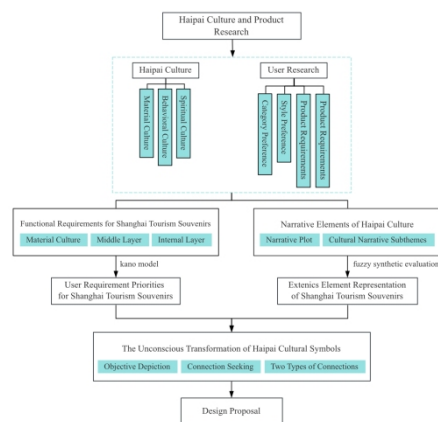 Haipai Culture and Product
Research
Haipai Culture
User Research
Material Culture
Behavioral Culture
Spiritual Culture
Category Preference
Style Preference
Product Requirements
Product Requirements
Functional Requirements for Shanghai Tourism Souvenirs
Material Culture
Middle Layer
Internal Layer
Narrative Elements of Haipai Culture
Narrative Plot
Cultural Narrative Subthemes
kano model
fuzzy synthetic evaluation
User Requirement Priorities
for Shanghai Tourism Souvenirs
Extenics Element Representation
of Shanghai Tourism Souvenirs
The Unconscious Transformation of Haipai Cultural Symbols
Objective Depiction
Connection Seeking
Two Types of Connections
Design Proposal